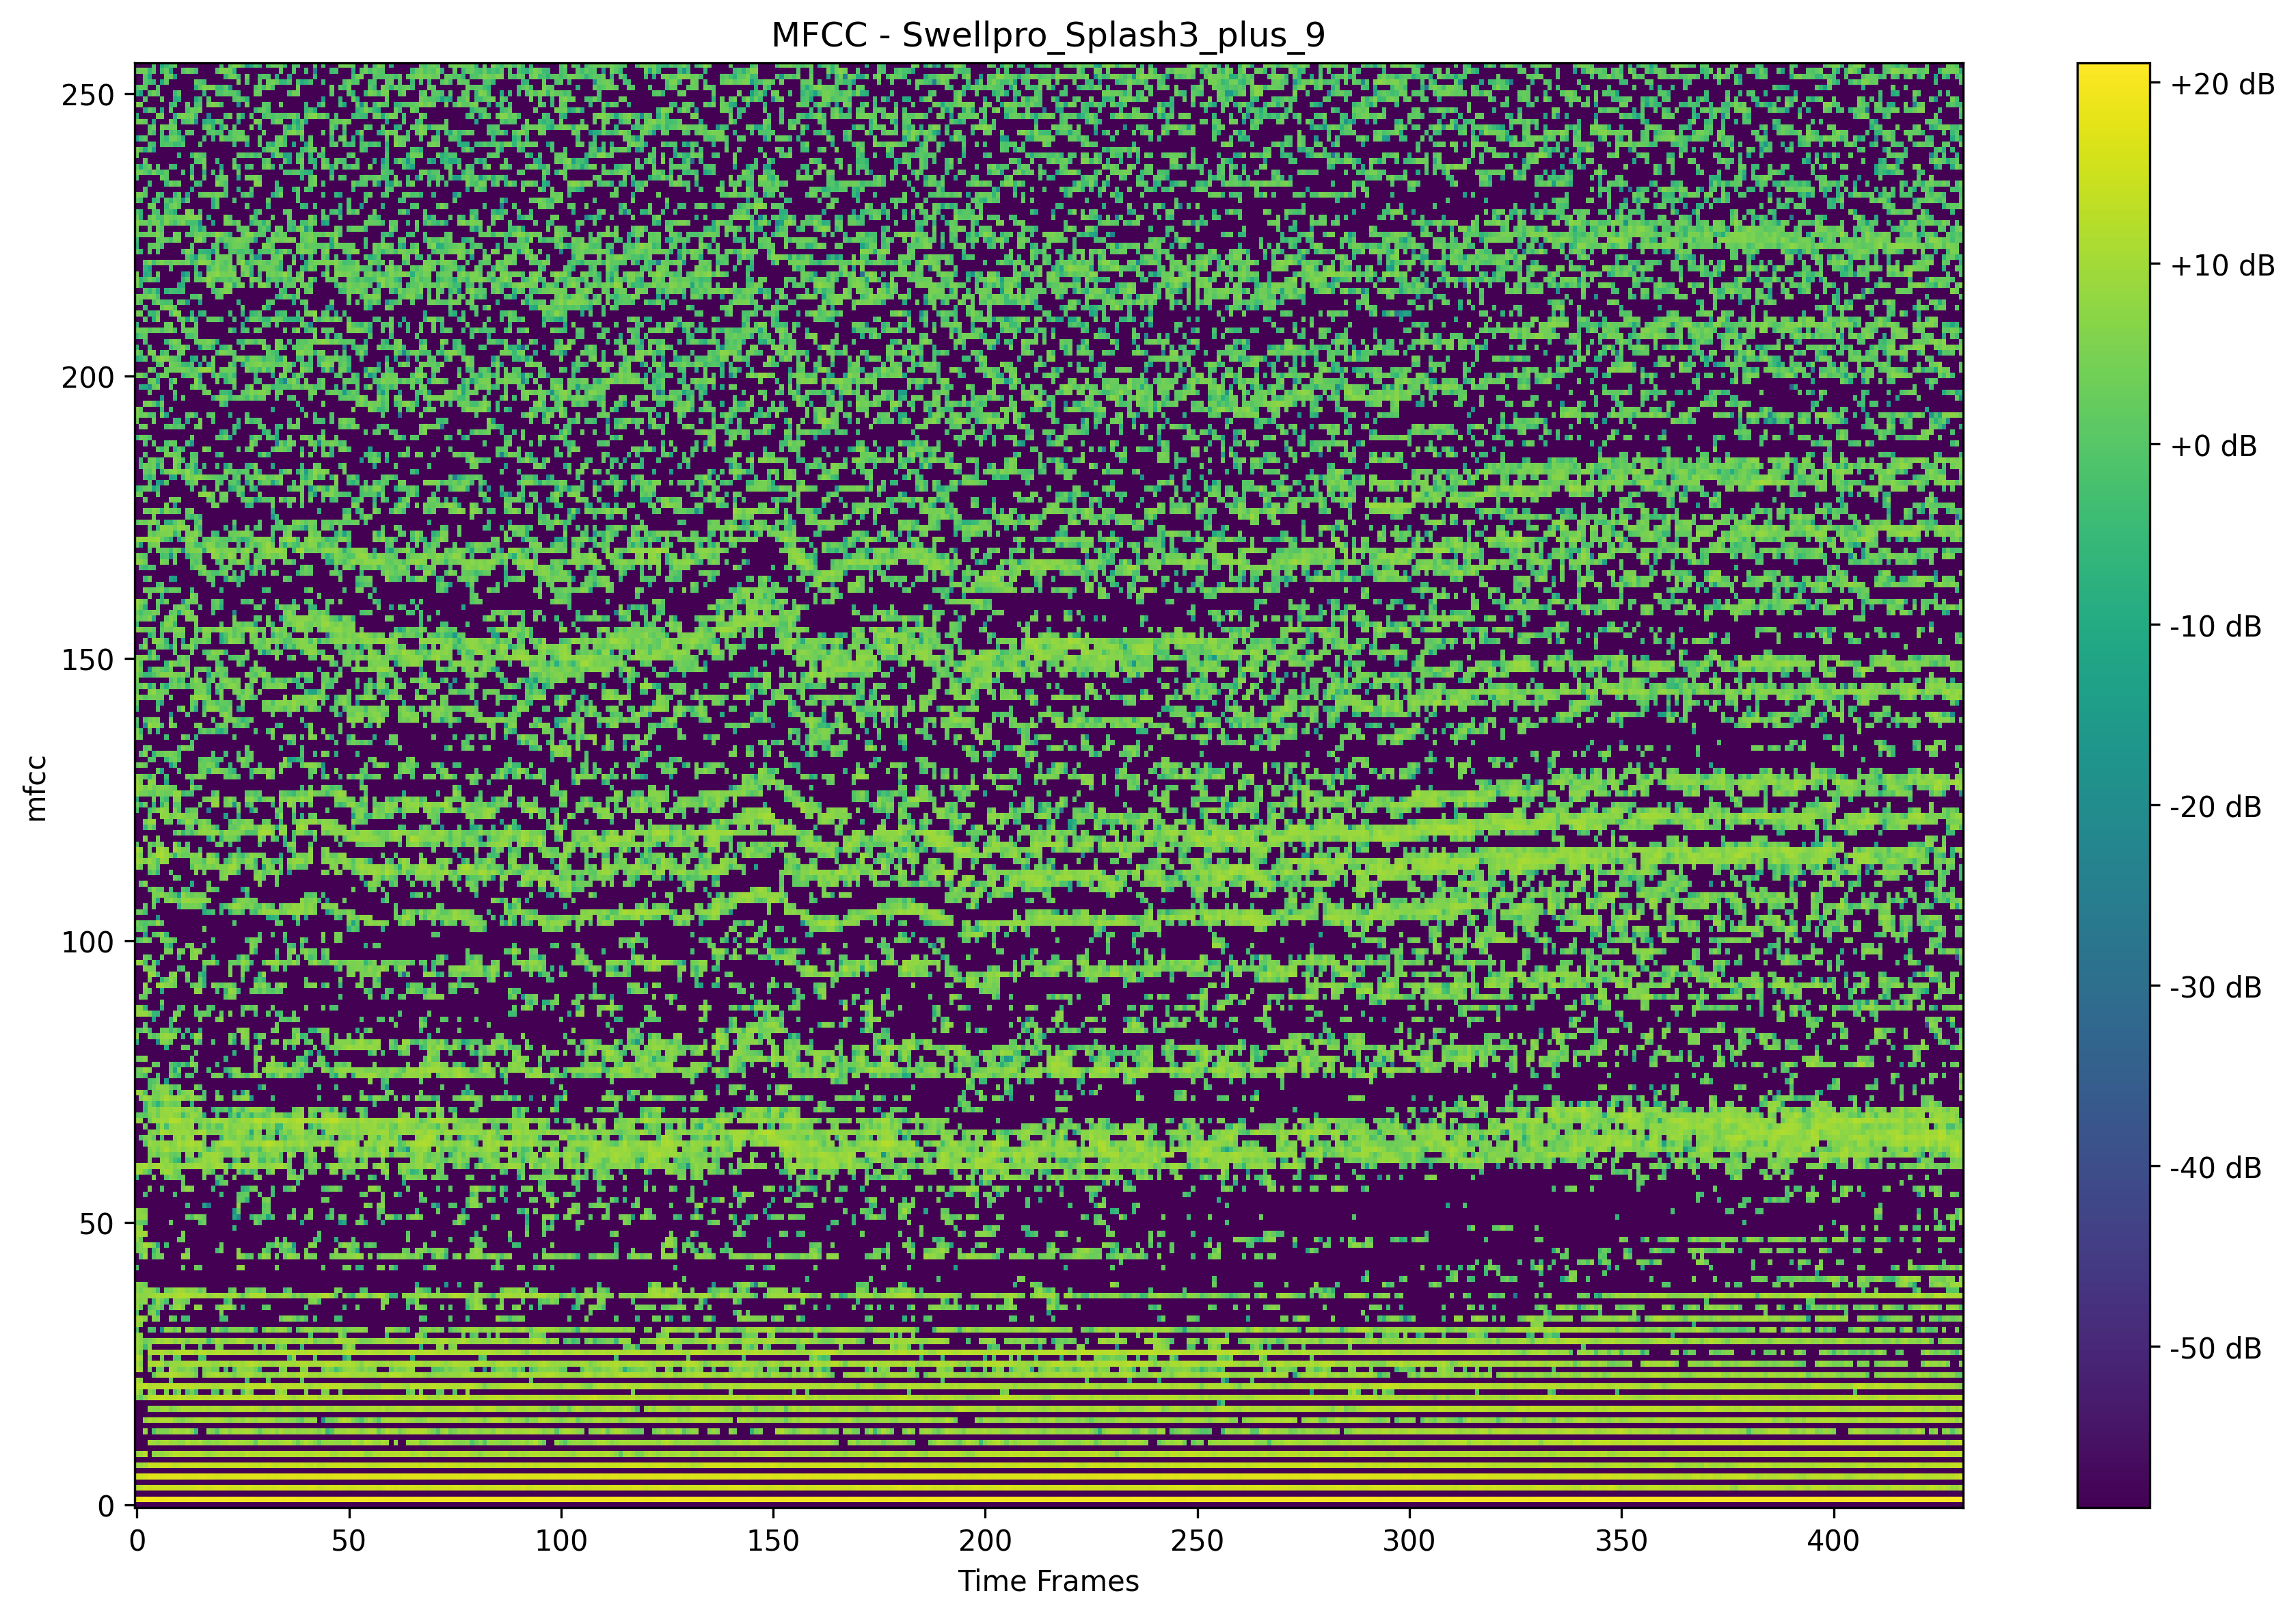 MFCC - Swellpro_Splash3_plus_9
mfcc
250
200
150
100
50
0
0 50 100 150 200 250 300 350 400
Time Frames
+20 dB
+10 dB
+0 dB
-10 dB
-20 dB
-30 dB
-40 dB
-50 dB